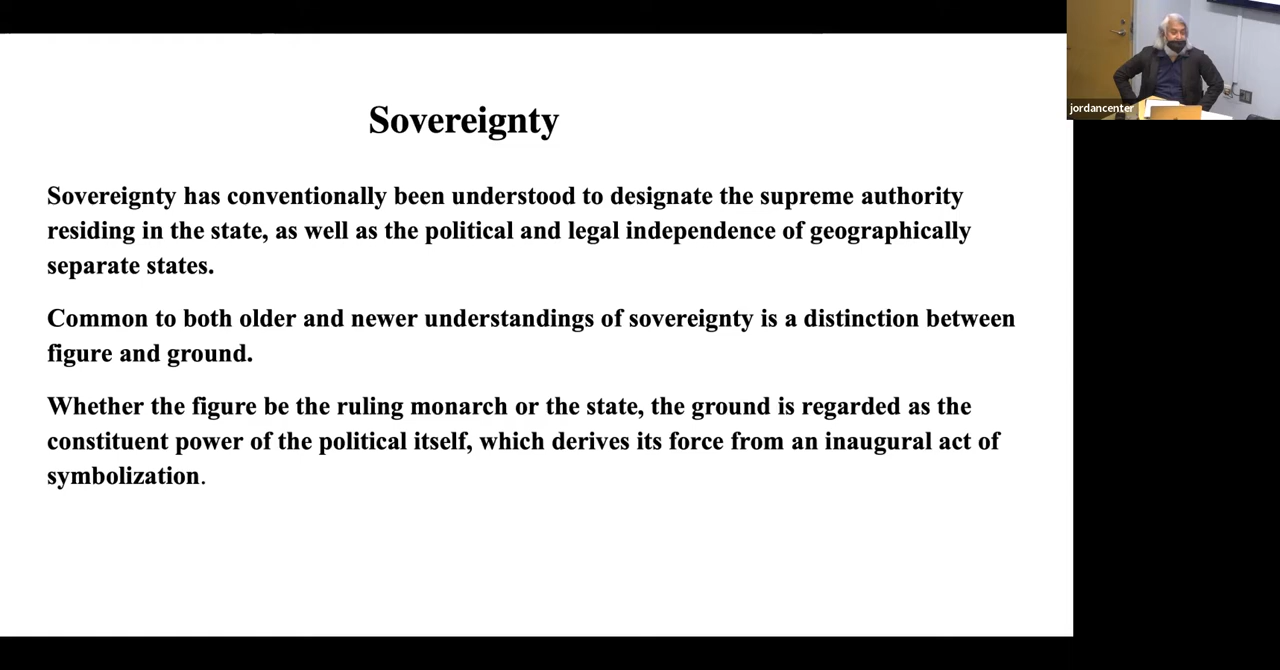 Sovereignty
Sovereignty has conventionally been understood to designate the supreme authority
residing in the state, as well as the political and legal independence of geographically
separate states.
Common to both older and newer understandings of sovereignty is a distinction between
figure and ground.
Whether the figure be the ruling monarch or the state, the ground is regarded as the
constituent power of the political itself, which derives its force from an inaugural act of
symbolization.
jordancenter